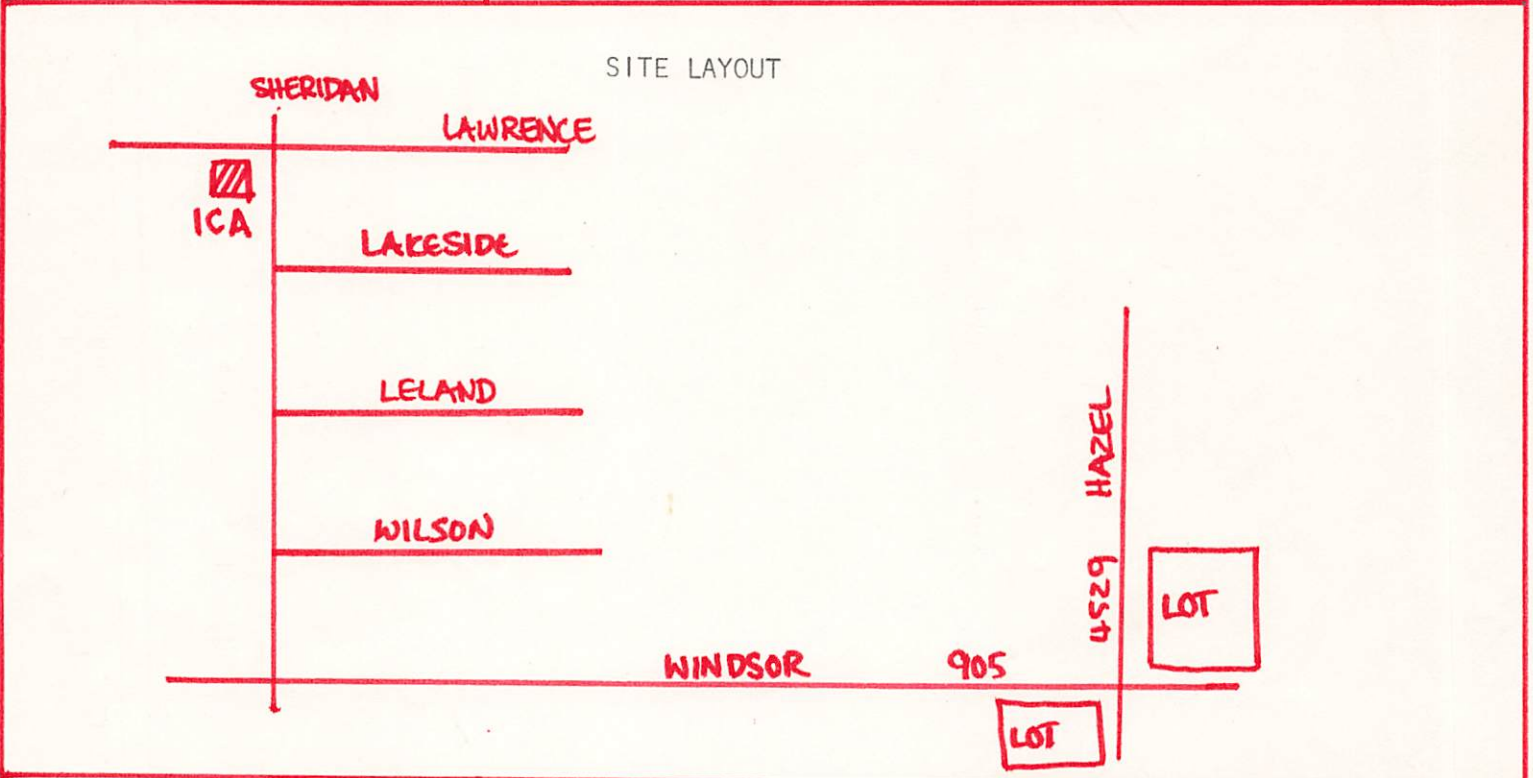 SITE LAYOUT
SHERIDAN
LAWRENCE
ICA
LAKESIDE
LELAND
WILSON
4529 HAZEL
LOT
WINDSOR 905
LOT